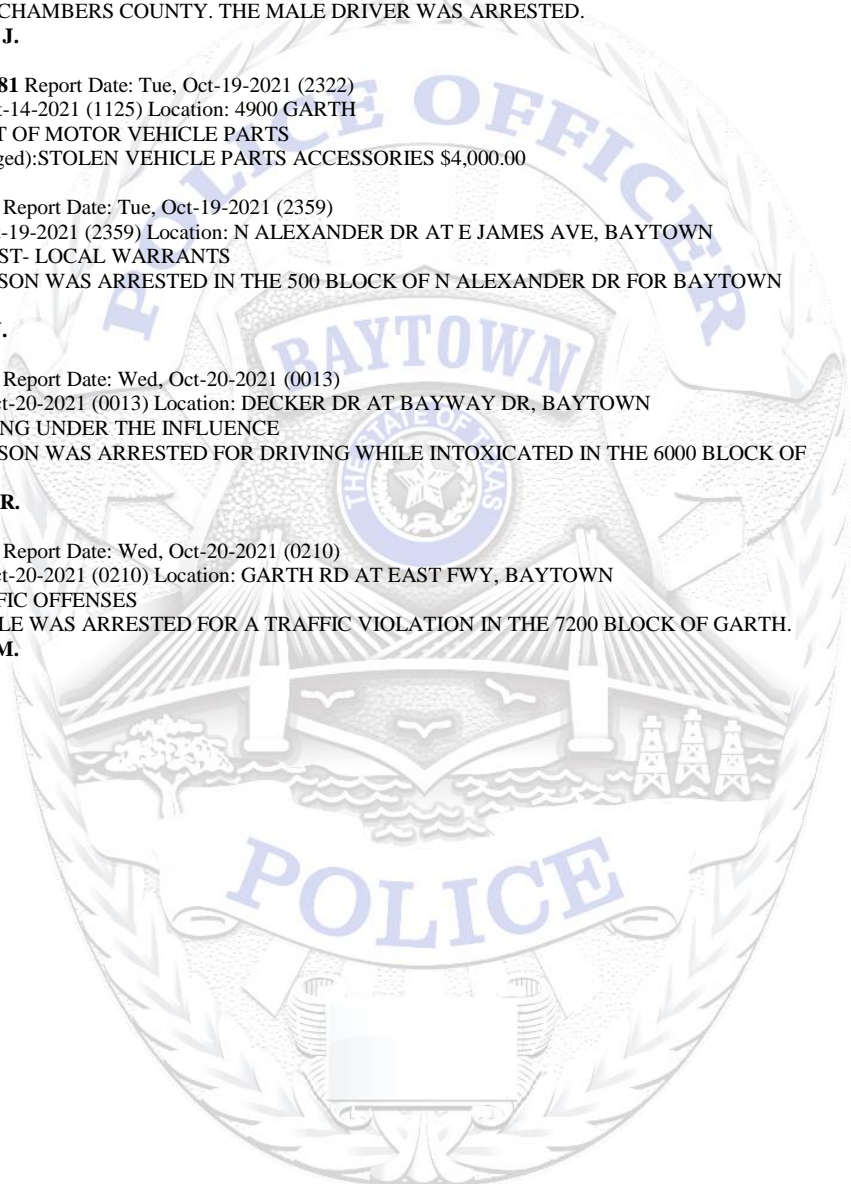 CHAMBERS COUNTY. THE MALE DRIVER WAS ARRESTED.
J.
81 Report Date: Tue, Oct-19-2021 (2322)
t-14-2021 (1125) Location: 4900 GARTH
T OF MOTOR VEHICLE PARTS
ged):STOLEN VEHICLE PARTS ACCESSORIES $4,000.00
Report Date: Tue, Oct-19-2021 (2359)
t-19-2021 (2359) Location: N ALEXANDER DR AT E JAMES AVE, BAYTOWN
ST- LOCAL WARRANTS
SON WAS ARRESTED IN THE 500 BLOCK OF N ALEXANDER DR FOR BAYTOWN
Report Date: Wed, Oct-20-2021 (0013)
ct-20-2021 (0013) Location: DECKER DR AT BAYWAY DR, BAYTOWN
NG UNDER THE INFLUENCE
SON WAS ARRESTED FOR DRIVING WHILE INTOXICATED IN THE 6000 BLOCK OF
R.
Report Date: Wed, Oct-20-2021 (0210)
ct-20-2021 (0210) Location: GARTH RD AT EAST FWY, BAYTOWN
FIC OFFENSES
LE WAS ARRESTED FOR A TRAFFIC VIOLATION IN THE 7200 BLOCK OF GARTH.
M.
POLICE OFFICER
BAYTOWN
THE STATE OF TEXAS
POLICE